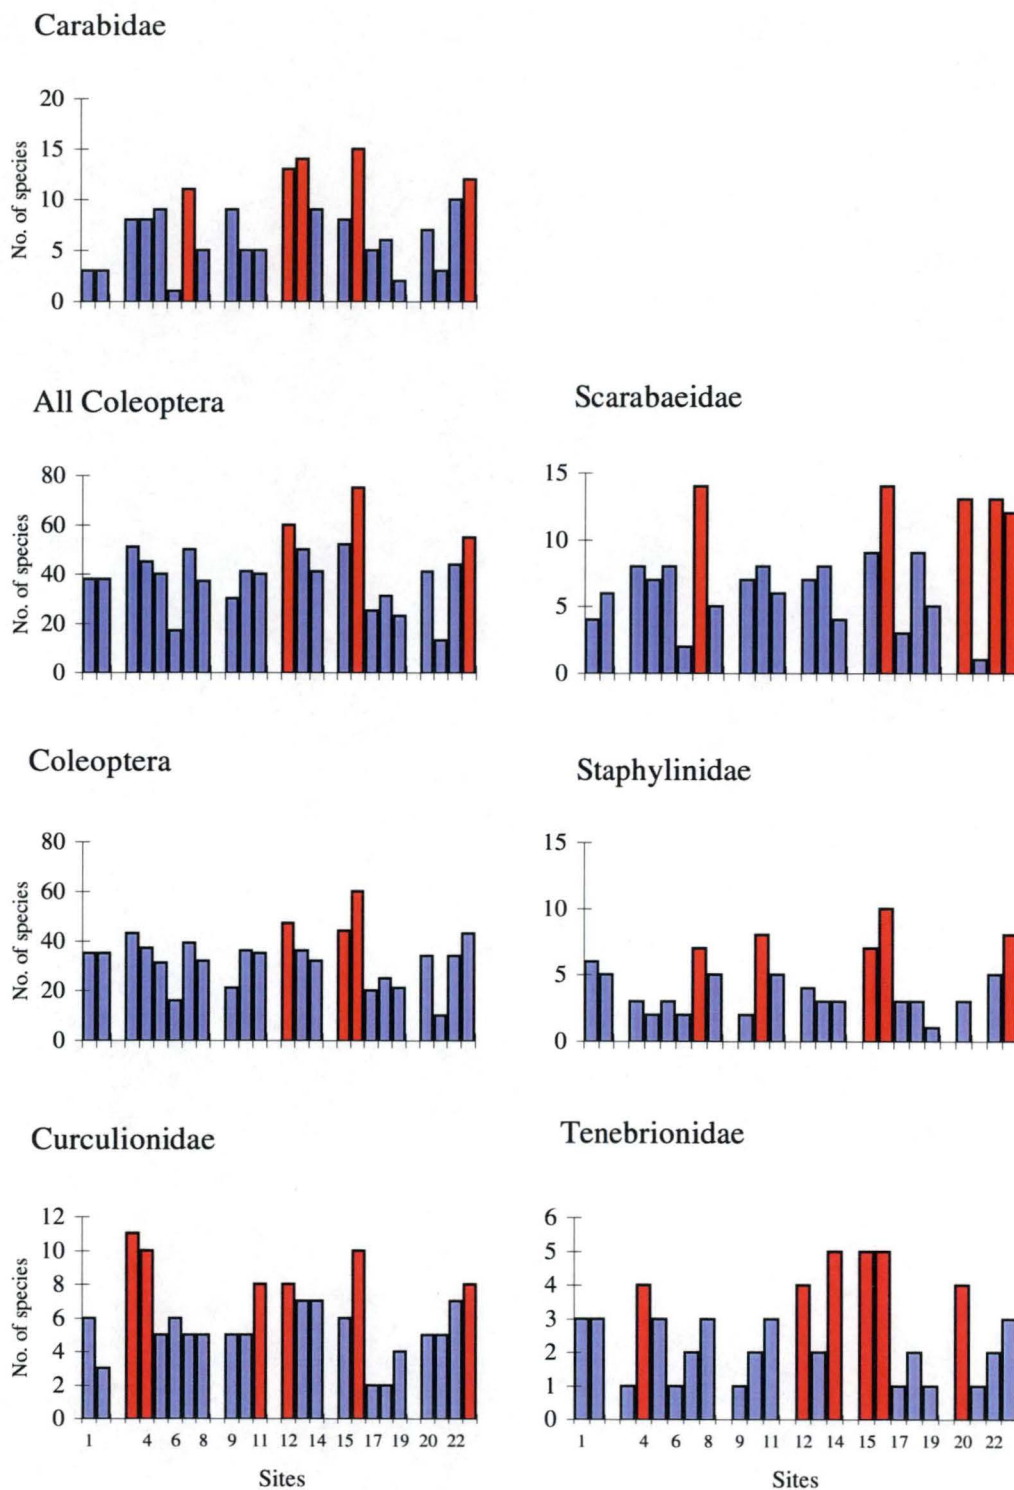 Carabidae
20
15
10
5
0
No. of species
All Coleoptera
80
60
40
20
0
No. of species
Scarabaeidae
15
10
5
0
Coleoptera
80
60
40
20
0
No. of species
Staphylinidae
15
10
5
0
Curculionidae
12
10
8
6
4
2
0
No. of species
1 4 6 8 9 11 12 14 15 17 19 20 22
Sites
Tenebrionidae
6
5
4
3
2
1
0
1 4 6 8 9 11 12 14 15 17 19 20 22
Sites